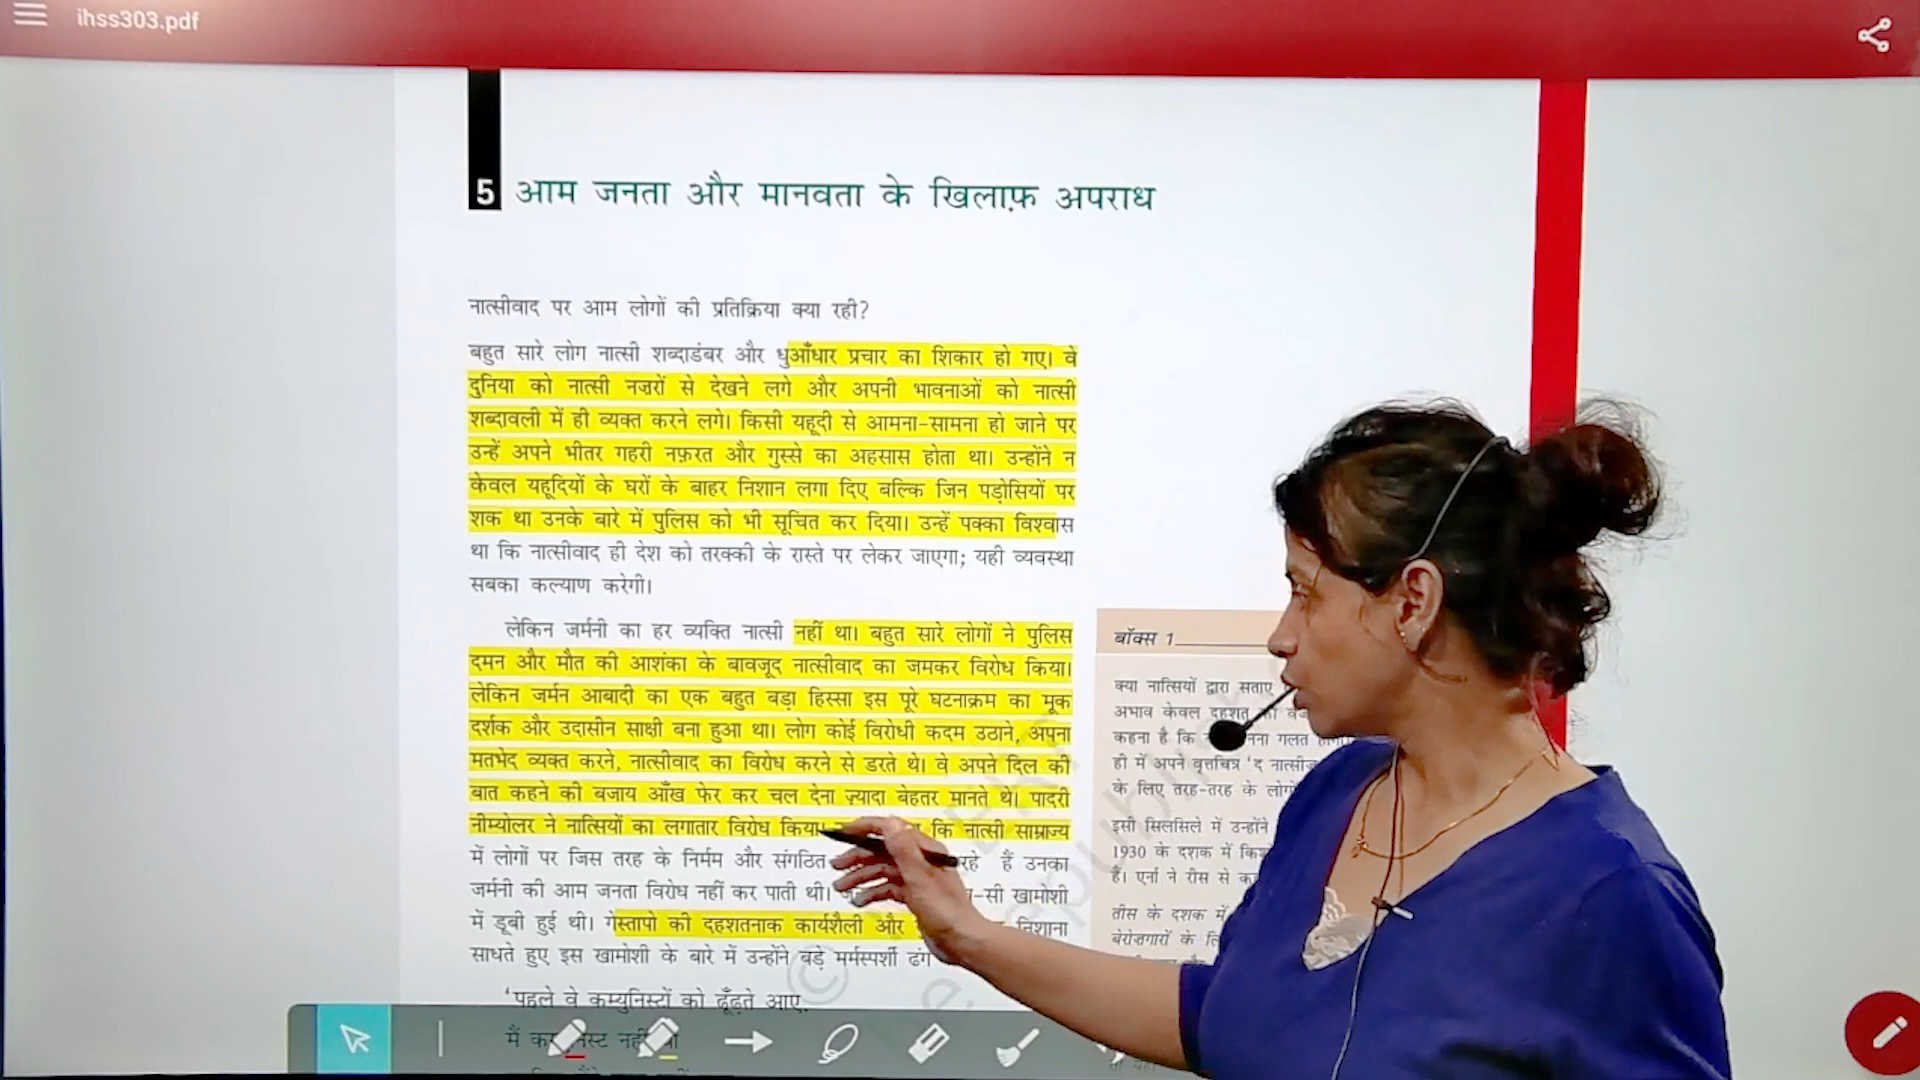 ihss303.pdf
5 आम जनता और मानवता के खिलाफ़ अपराध
नात्सीवाद पर आम लोगों की प्रतिक्रिया क्या रही?
बहुत सारे लोग नात्सी शब्दाडंबर और धुआँधार प्रचार का शिकार हो गए। वे
दुनिया को नात्सी नज़रों से देखने लगे और अपनी भावनाओं को नात्सी
शब्दावली में ही व्यक्त करने लगे। किसी यहूदी से आमना-सामना हो जाने पर
उन्हें अपने भीतर गहरी नफ़रत और गुस्से का अहसास होता था। उन्होंने न
केवल यहूदियों के घरों के बाहर निशान लगा दिए बल्कि जिन पड़ोसियों पर
शक था उनके बारे में पुलिस को भी सूचित कर दिया। उन्हें पक्का विश्वास
था कि नात्सीवाद ही देश को तरक्की के रास्ते पर लेकर जाएगा; यही व्यवस्था
सबका कल्याण करेगी।
लेकिन जर्मनी का हर व्यक्ति नात्सी नहीं था। बहुत सारे लोगों ने पुलिस
दमन और मौत की आशंका के बावजूद नात्सीवाद का जमकर विरोध किया।
लेकिन जर्मन आबादी का एक बहुत बड़ा हिस्सा इस पूरे घटनाक्रम का मूक
दर्शक और उदासीन साक्षी बना हुआ था। लोग कोई विरोधी कदम उठाने, अपना
मतभेद व्यक्त करने, नात्सीवाद का विरोध करने से डरते थे। वे अपने दिल की
बात कहने की बजाय आँख फेर कर चल देना ज़्यादा बेहतर मानते थे। पादरी
नीम्योलर ने नात्सियों का लगातार विरोध किया। कि नात्सी साम्राज्य
में लोगों पर जिस तरह के निर्मम और संगठित रहे हैं उनका
जर्मनी की आम जनता विरोध नहीं कर पाती थी। -सी खामोशी
में डूबी हुई थी। गेस्तापो की दहशतनाक कार्यशैली और निशाना
साधते हुए इस खामोशी के बारे में उन्होंने बड़े मर्मस्पर्शी ढंग
'पहले वे कम्युनिस्टों को ढूँढ़ते आए,
मैं
बॉक्स 1
क्या नात्सियों द्वारा सताए
अभाव केवल दहशत
कहना है कि गलत
ही में अपने वृत्तचित्र 'द
के लिए तरह-तरह के
इसी सिलसिले में उन्होंने
1930 के दशक में
हैं। एर्ना ने रीस से
तीस के दशक में
बेरोज़गारों के